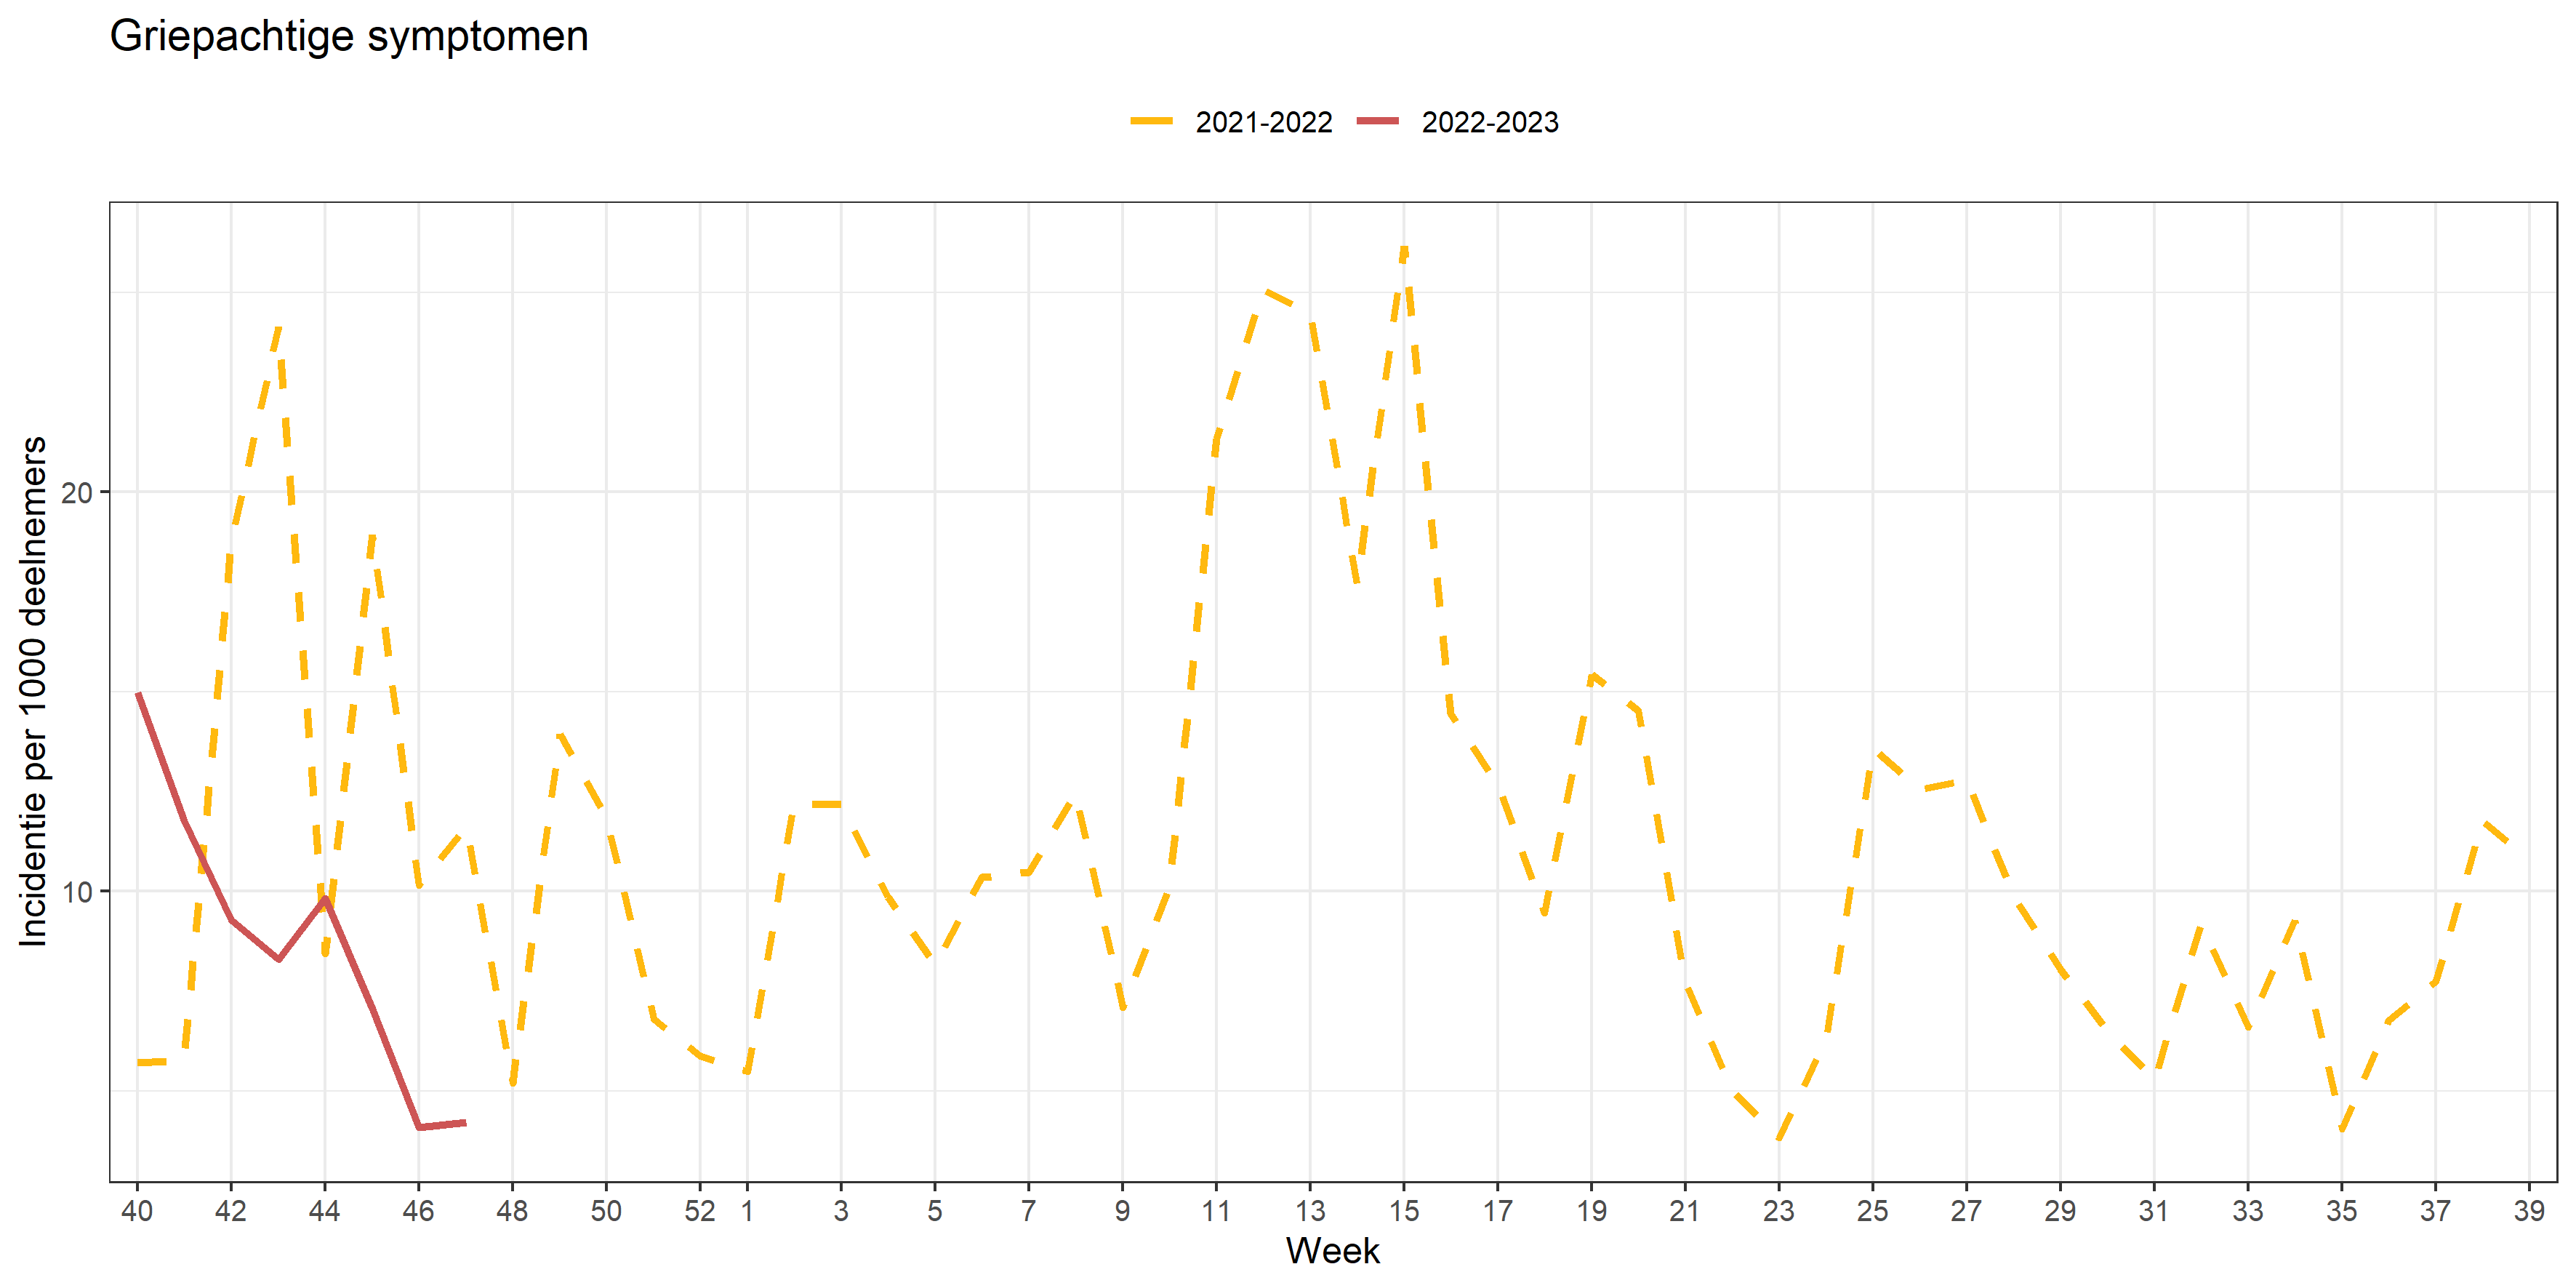 Griepachtige symptomen
2021-2022 2022-2023
Incidentie per 1000 deelnemers
20
10
40 42 44 46 48 50 52 1 3 5 7 9 11 13 15 17 19 21 23 25 27 29 31 33 35 37 39
Week